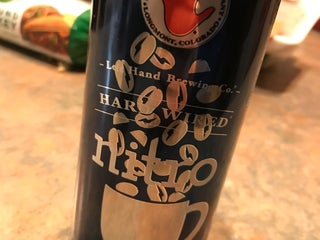 LONGMONT, COLORADO
- Left Hand Brewing Co. -
HARD WIRED
nitro